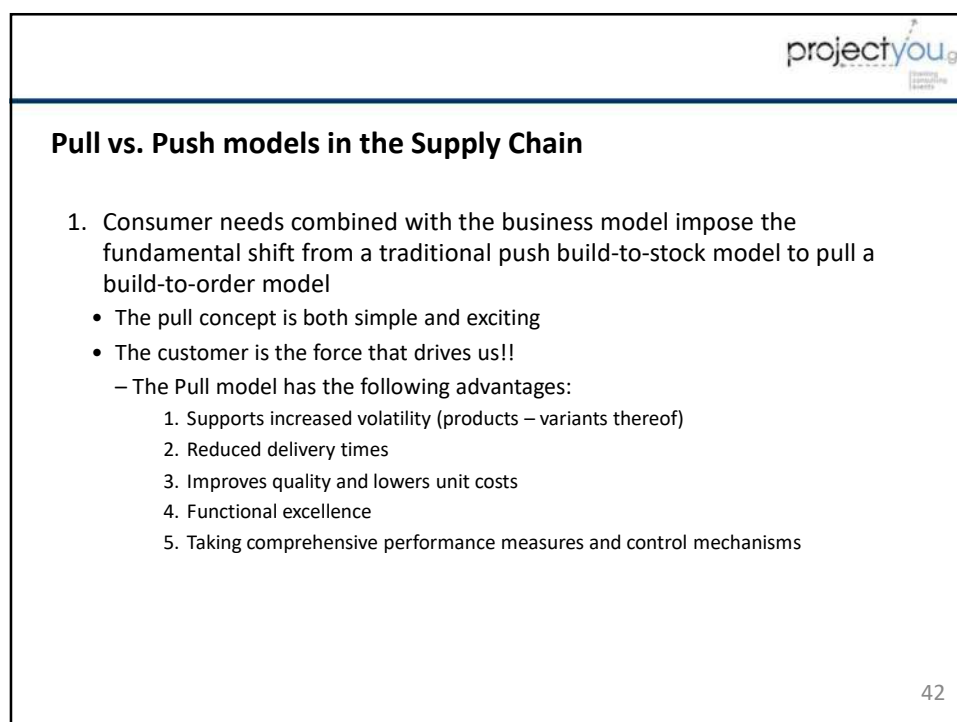 projectyou.g
training
consulting
events
Pull vs. Push models in the Supply Chain
1. Consumer needs combined with the business model impose the
fundamental shift from a traditional push build-to-stock model to pull a
build-to-order model
• The pull concept is both simple and exciting
• The customer is the force that drives us!!
– The Pull model has the following advantages:
1. Supports increased volatility (products – variants thereof)
2. Reduced delivery times
3. Improves quality and lowers unit costs
4. Functional excellence
5. Taking comprehensive performance measures and control mechanisms
42